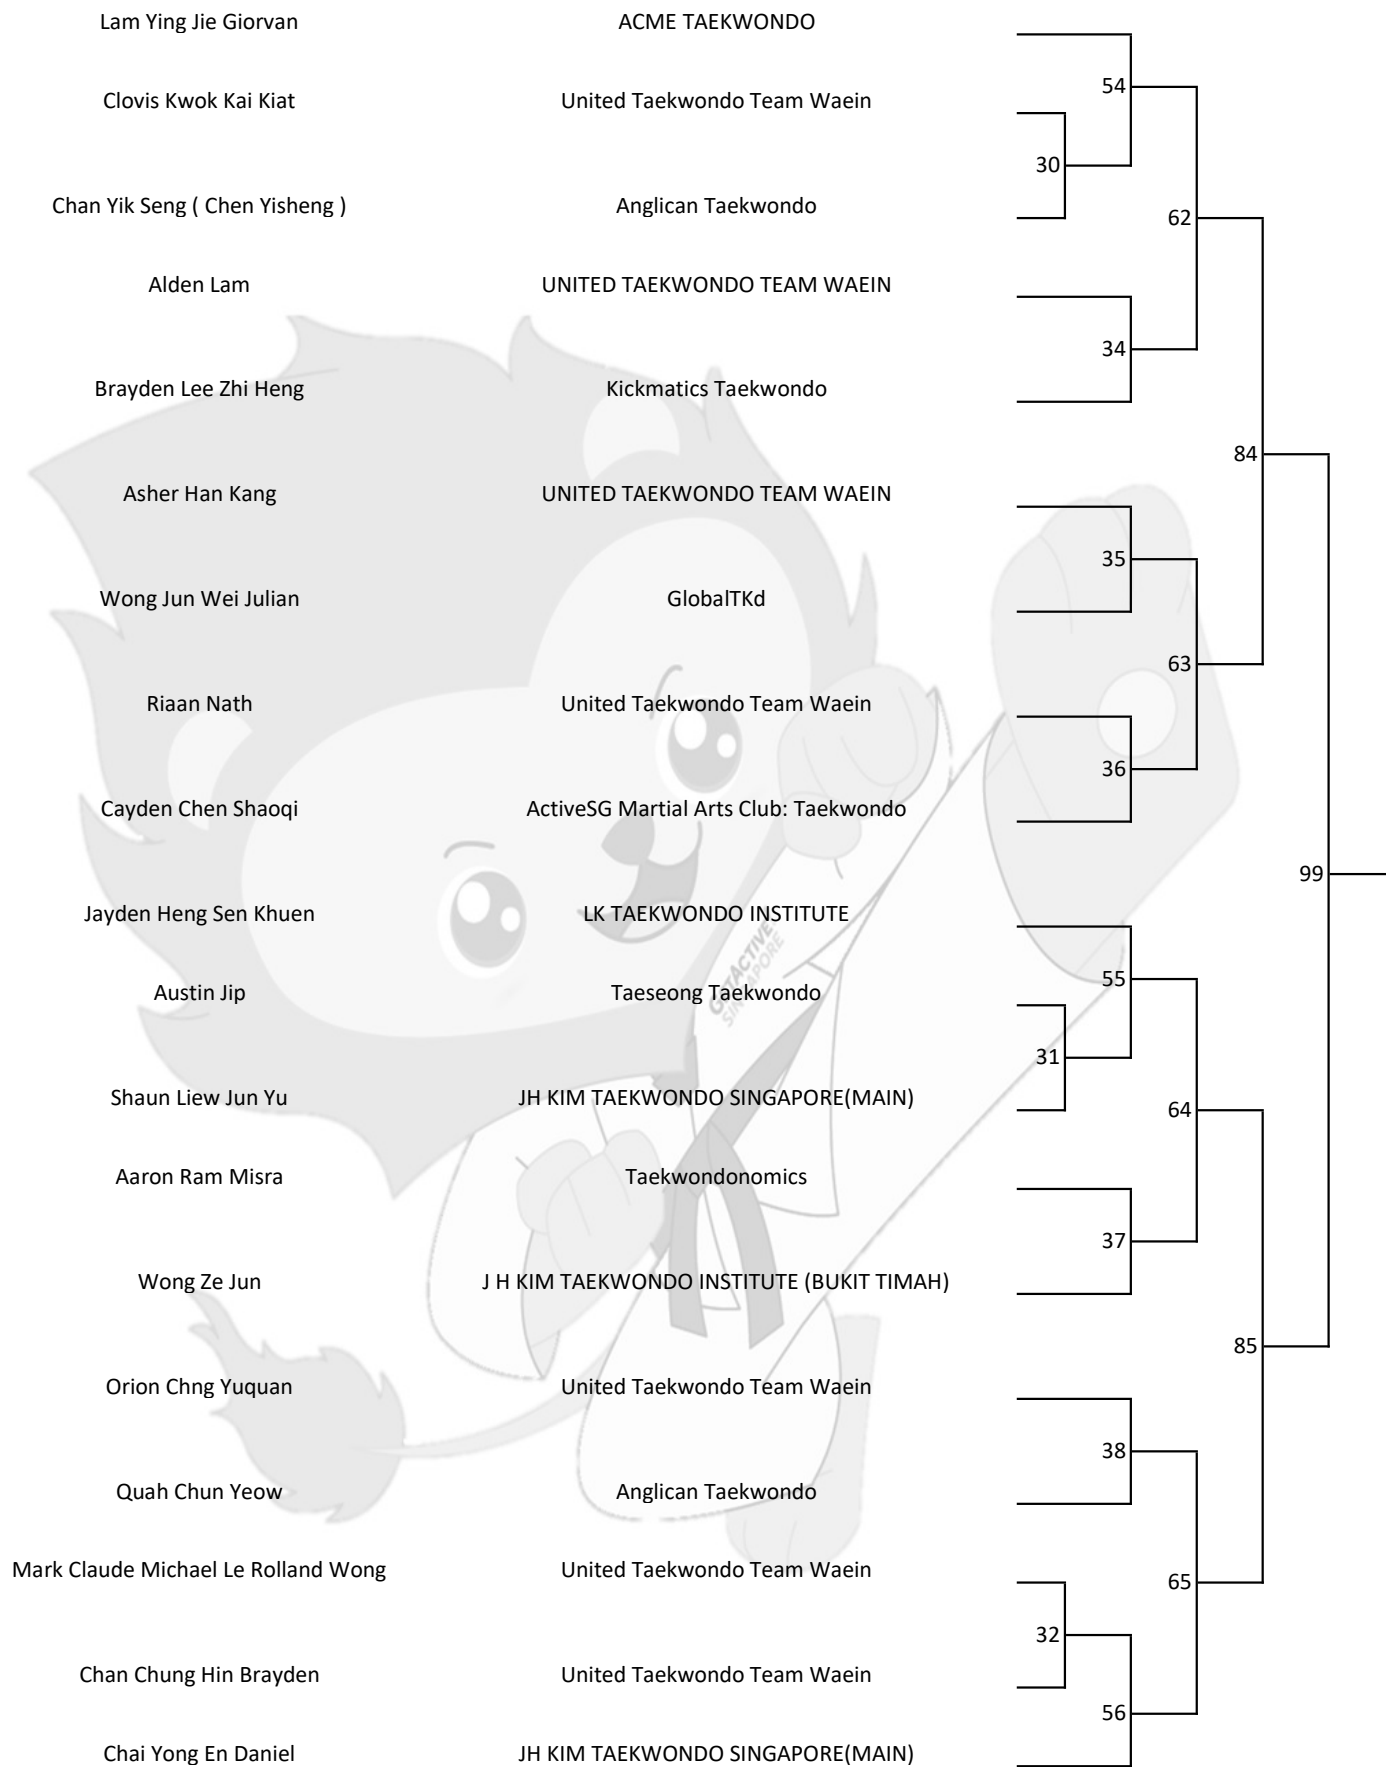 Lam Ying Jie Giorvan ACME TAEKWONDO
54
Clovis Kwok Kai Kiat United Taekwondo Team Waein
30
Chan Yik Seng ( Chen Yisheng ) Anglican Taekwondo
62
Alden Lam UNITED TAEKWONDO TEAM WAEIN
34
Brayden Lee Zhi Heng Kickmatics Taekwondo
84
Asher Han Kang UNITED TAEKWONDO TEAM WAEIN
35
Wong Jun Wei Julian GlobalTKd
63
Riaan Nath United Taekwondo Team Waein
36
Cayden Chen Shaoqi ActiveSG Martial Arts Club: Taekwondo
99
Jayden Heng Sen Khuen LK TAEKWONDO INSTITUTE
GETACTIVE
SINGAPORE
55
Austin Jip Taeseong Taekwondo
31
Shaun Liew Jun Yu JH KIM TAEKWONDO SINGAPORE(MAIN)
64
Aaron Ram Misra Taekwondonomics
37
Wong Ze Jun J H KIM TAEKWONDO INSTITUTE (BUKIT TIMAH)
85
Orion Chng Yuquan United Taekwondo Team Waein
38
Quah Chun Yeow Anglican Taekwondo
Mark Claude Michael Le Rolland Wong United Taekwondo Team Waein
65
32
Chan Chung Hin Brayden United Taekwondo Team Waein
56
Chai Yong En Daniel JH KIM TAEKWONDO SINGAPORE(MAIN)